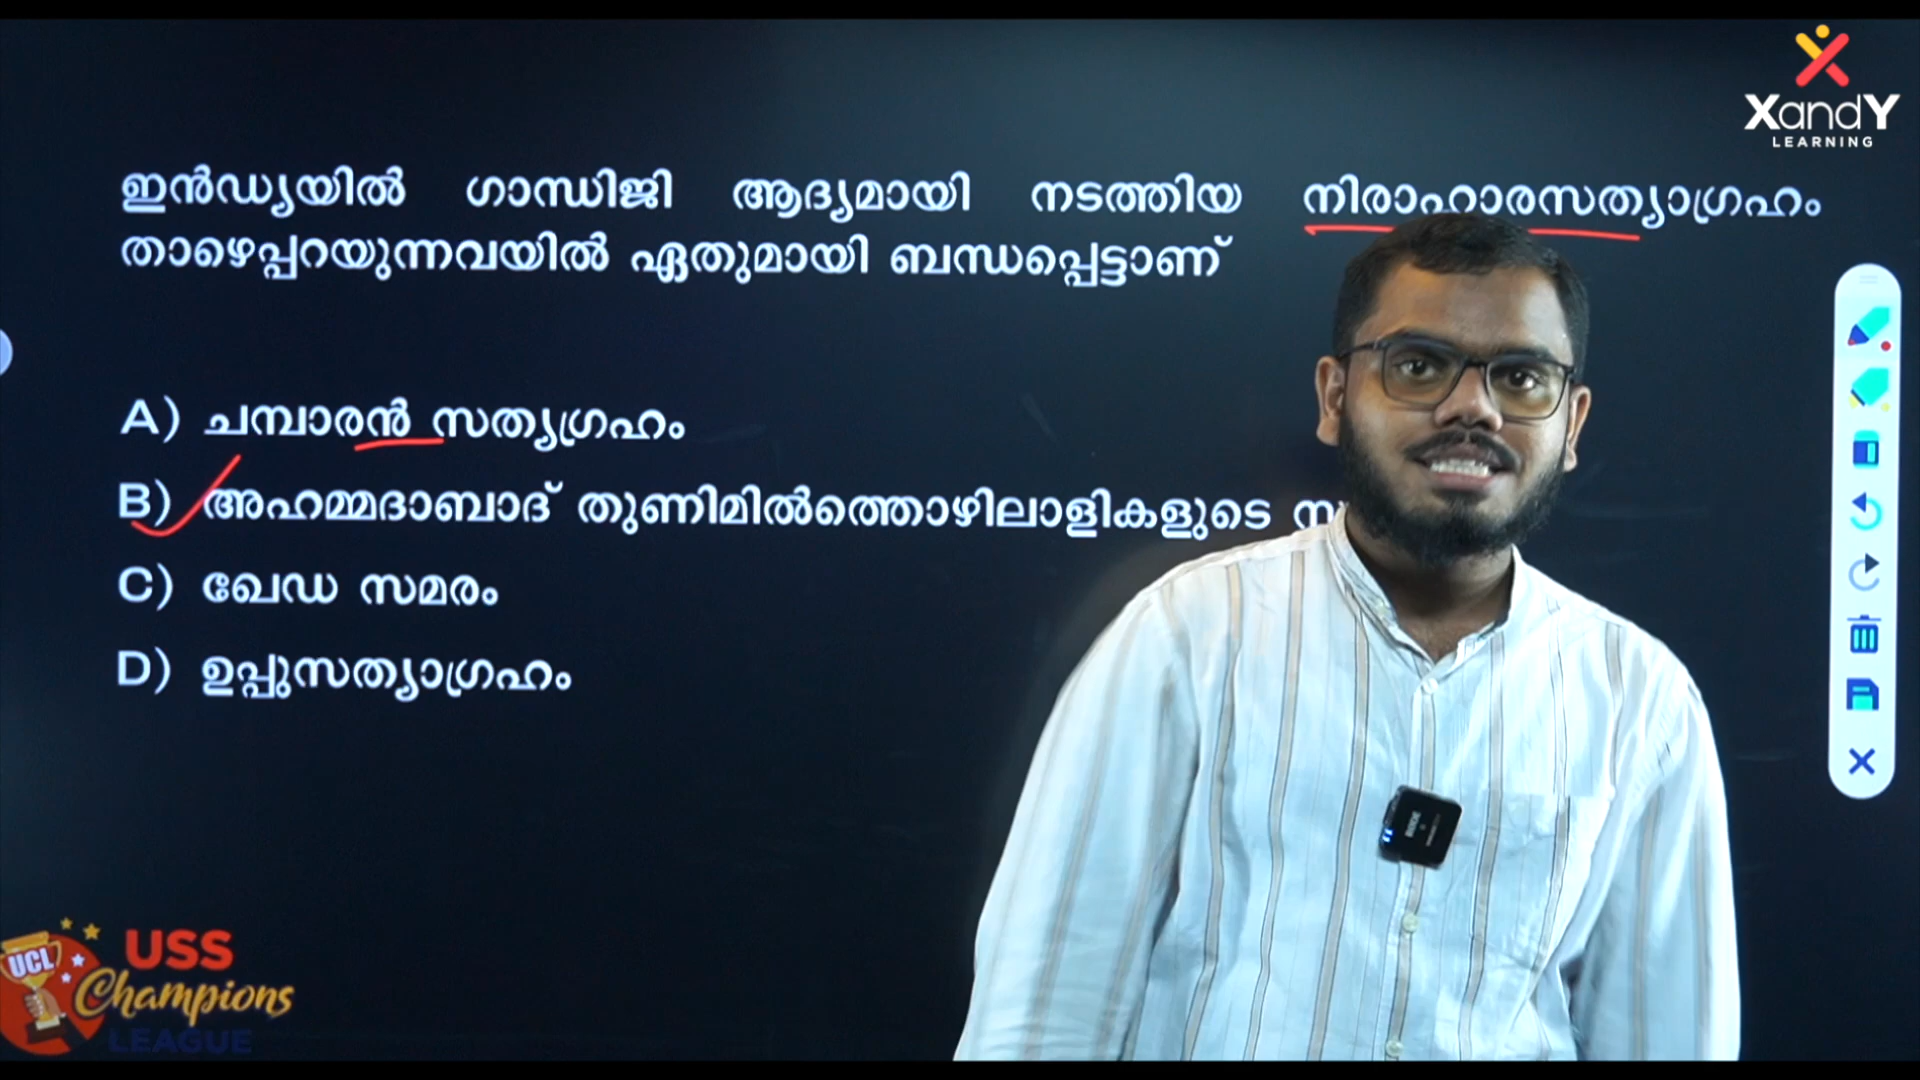 XandY
LEARNING
ഇൻഡ്യയിൽ ഗാന്ധിജി ആദ്യമായി നടത്തിയ നിരാഹാരസത്യാഗ്രഹം
താഴെപ്പറയുന്നവയിൽ ഏതുമായി ബന്ധപ്പെട്ടാണ്
A) ചമ്പാരൻ സത്യഗ്രഹം
B) അഹമ്മദാബാദ് തുണിമിൽത്തൊഴിലാളികളുടെ
C) ഖേഡ സമരം
D) ഉപ്പുസത്യാഗ്രഹം
RODE
UCL
USS
Champions
LEAGUE